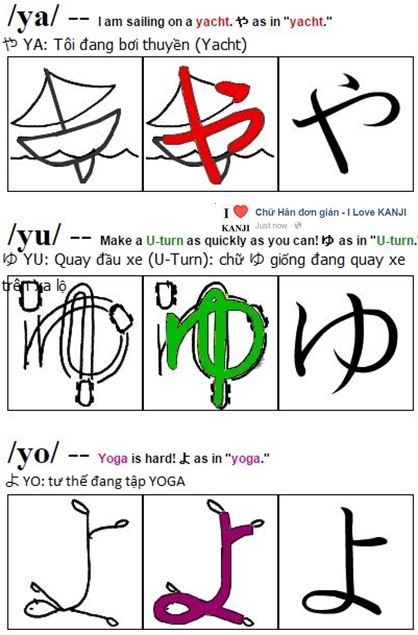 /ya/ -- I am sailing on a yacht. や as in "yacht."
や YA: Tôi đang bơi thuyền (Yacht)
や
や
I ❤ KANJI
Chữ Hán đơn giản - I Love KANJI
Just now
/yu/ -- Make a U-turn as quickly as you can! ゆ as in "U-turn."
ゆ YU: Quay đầu xe (U-Turn): chữ ゆ giống đang quay xe
trên xa lộ
ゆ
ゆ
/yo/ -- Yoga is hard! よ as in "yoga."
よ YO: tư thế đang tập YOGA
よ
よ